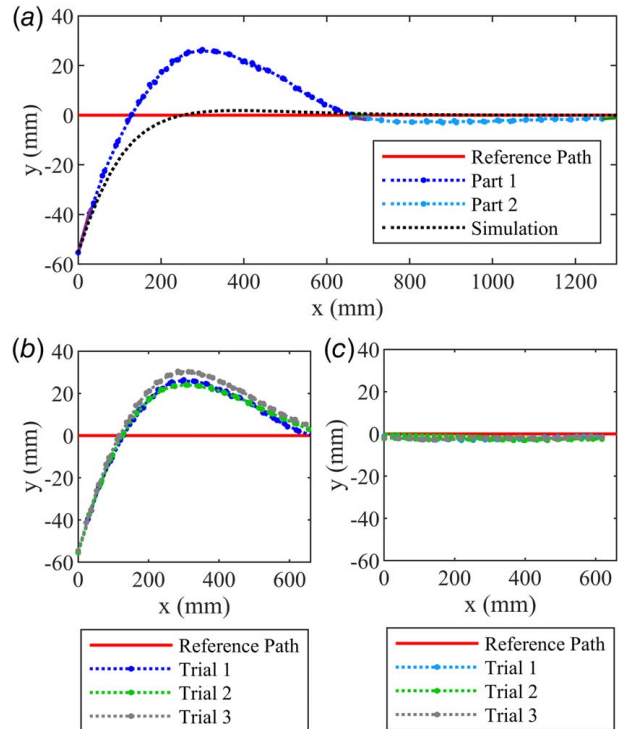 (a)
40
20
0
-20
-40
-60
y (mm)
0 200 400 600 800 1000 1200
x (mm)
Reference Path
Part 1
Part 2
Simulation
(b)
40
20
0
-20
-40
-60
y (mm)
0 200 400 600
x (mm)
Reference Path
Trial 1
Trial 2
Trial 3
(c)
40
20
0
-20
-40
-60
y (mm)
0 200 400 600
x (mm)
Reference Path
Trial 1
Trial 2
Trial 3